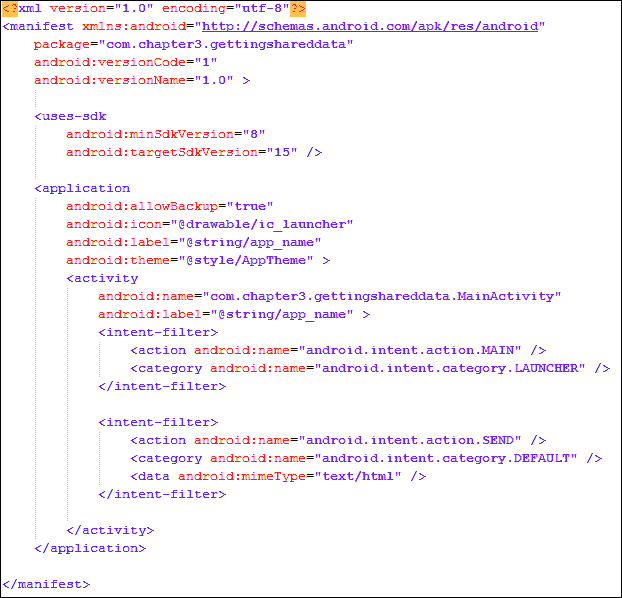 <?xml version="1.0" encoding="utf-8"?>
<manifest xmlns:android="http://schemas.android.com/apk/res/android"
    package="com.chapter3.gettingshareddata"
    android:versionCode="1"
    android:versionName="1.0" >

    <uses-sdk
        android:minSdkVersion="8"
        android:targetSdkVersion="15" />

    <application
        android:allowBackup="true"
        android:icon="@drawable/ic_launcher"
        android:label="@string/app_name"
        android:theme="@style/AppTheme" >
        <activity
            android:name="com.chapter3.gettingshareddata.MainActivity"
            android:label="@string/app_name" >
            <intent-filter>
                <action android:name="android.intent.action.MAIN" />
                <category android:name="android.intent.category.LAUNCHER" />
            </intent-filter>

            <intent-filter>
                <action android:name="android.intent.action.SEND" />
                <category android:name="android.intent.category.DEFAULT" />
                <data android:mimeType="text/html" />
            </intent-filter>

        </activity>
    </application>

</manifest>